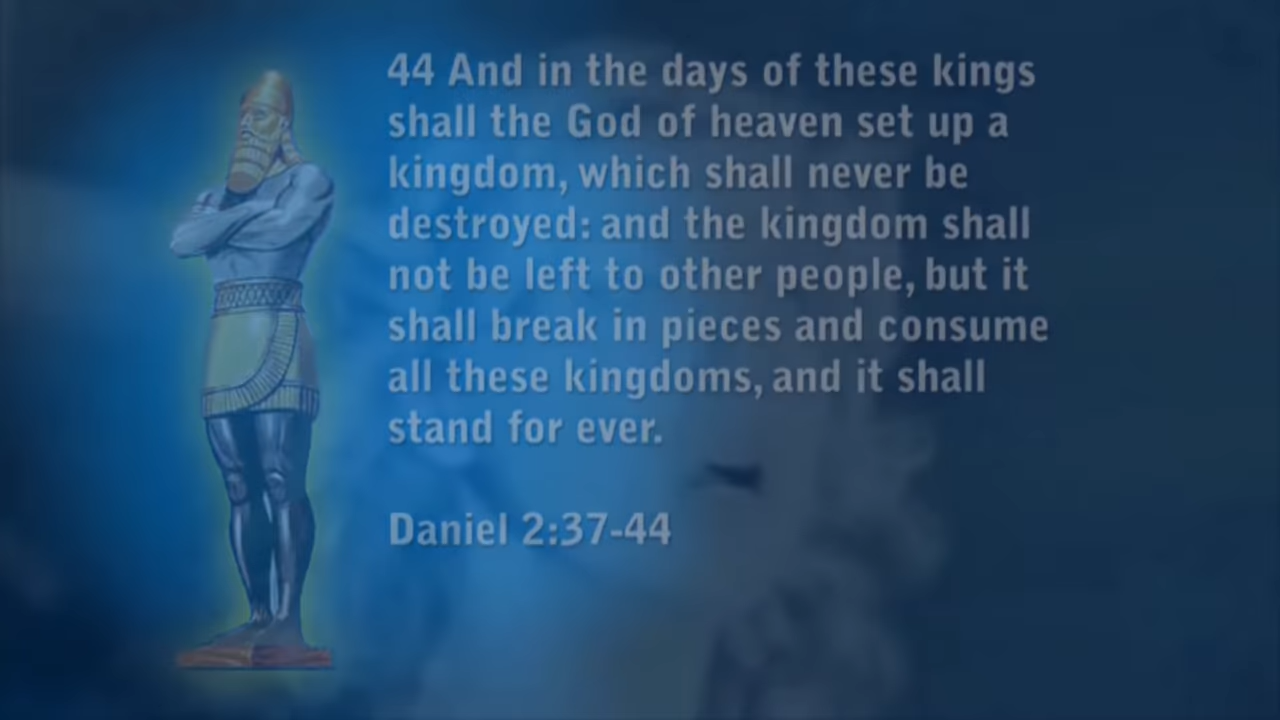 44 And in the days of these kings
shall the God of heaven set up a
kingdom, which shall never be
destroyed: and the kingdom shall
not be left to other people, but it
shall break in pieces and consume
all these kingdoms, and it shall
stand for ever.
Daniel 2:37-44